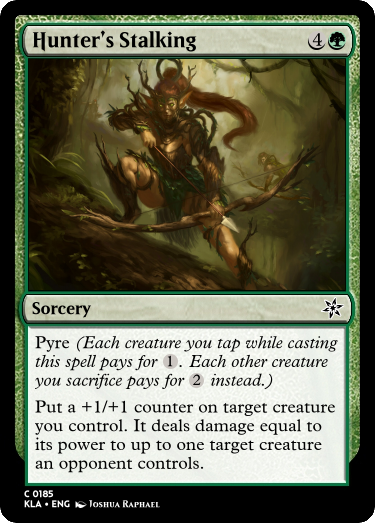 Hunter's Stalking 4
Sorcery
Pyre (Each creature you tap while casting
this spell pays for 1. Each other creature
you sacrifice pays for 2 instead.)
Put a +1/+1 counter on target creature
you control. It deals damage equal to
its power to up to one target creature
an opponent controls.
C 0185
KLA • ENG Joshua Raphael